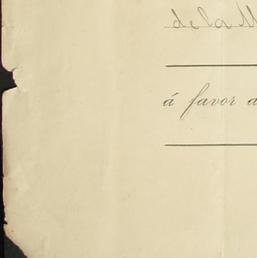 de la M
á favor a